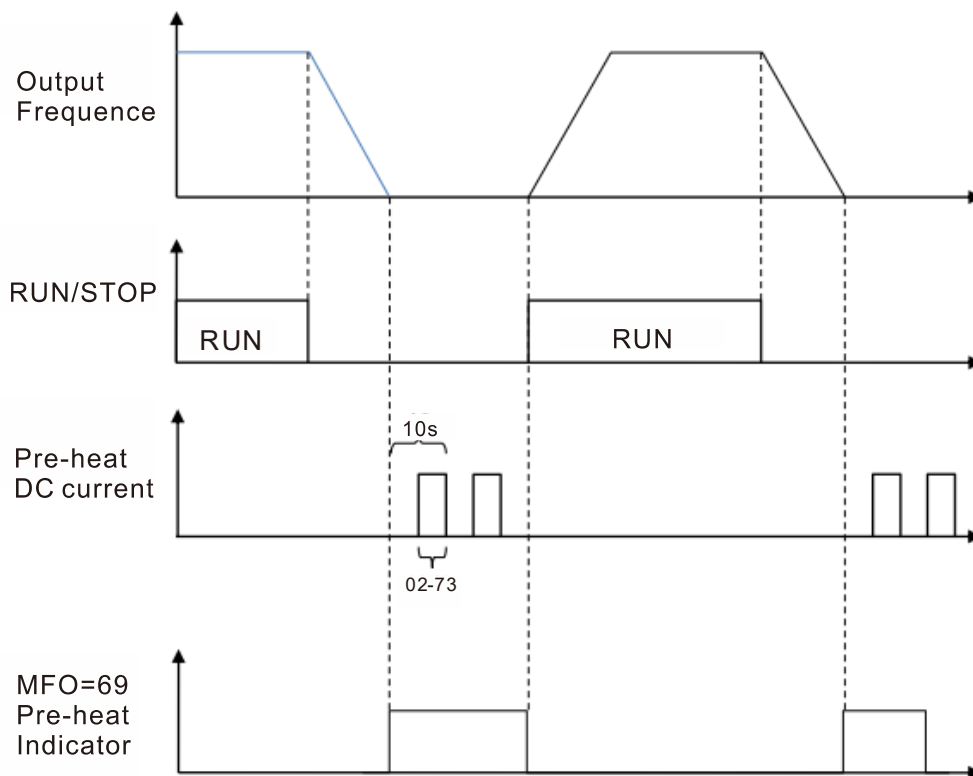 Output
Frequence
RUN/STOP
RUN
RUN
Pre-heat
DC current
10s
02-73
MFO=69
Pre-heat
Indicator